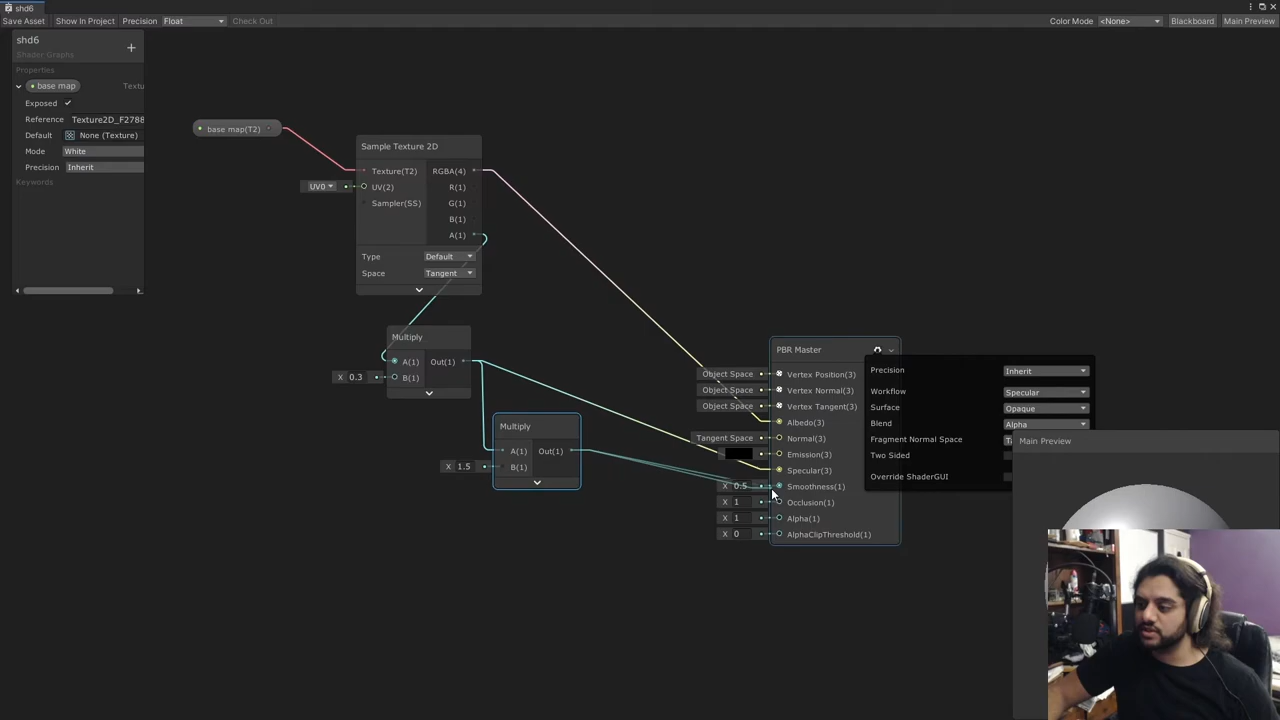 shd6
Save Asset
Show In Project
Precision
Float
Check Out
Color Mode
<None>
Blackboard
Main Preview
shd6
Shader Graphs
Properties
base map
Exposed
Reference
Texture2D_F2788
Default
None (Texture)
Mode
White
Precision
Inherit
Keywords
base map(T2)
Sample Texture 2D
Texture(T2)
RGBA(4)
UV0
UV(2)
R(1)
Sampler(SS)
G(1)
B(1)
A(1)
Type
Default
Space
Tangent
Multiply
A(1)
Out(1)
0.3
B(1)
Multiply
A(1)
Out(1)
X 1.5
B(1)
PBR Master
Object Space
Vertex Position(3)
Object Space
Vertex Normal(3)
Object Space
Vertex Tangent(3)
Albedo(3)
Tangent Space
Normal(3)
Emission(3)
Specular(3)
X 0.5
Smoothness(1)
X 1
Occlusion(1)
X 1
Alpha(1)
X 0
AlphaClipThreshold(1)
Precision
Inherit
Workflow
Specular
Surface
Opaque
Blend
Alpha
Fragment Normal Space
Two Sided
Override ShaderGUI
Main Preview